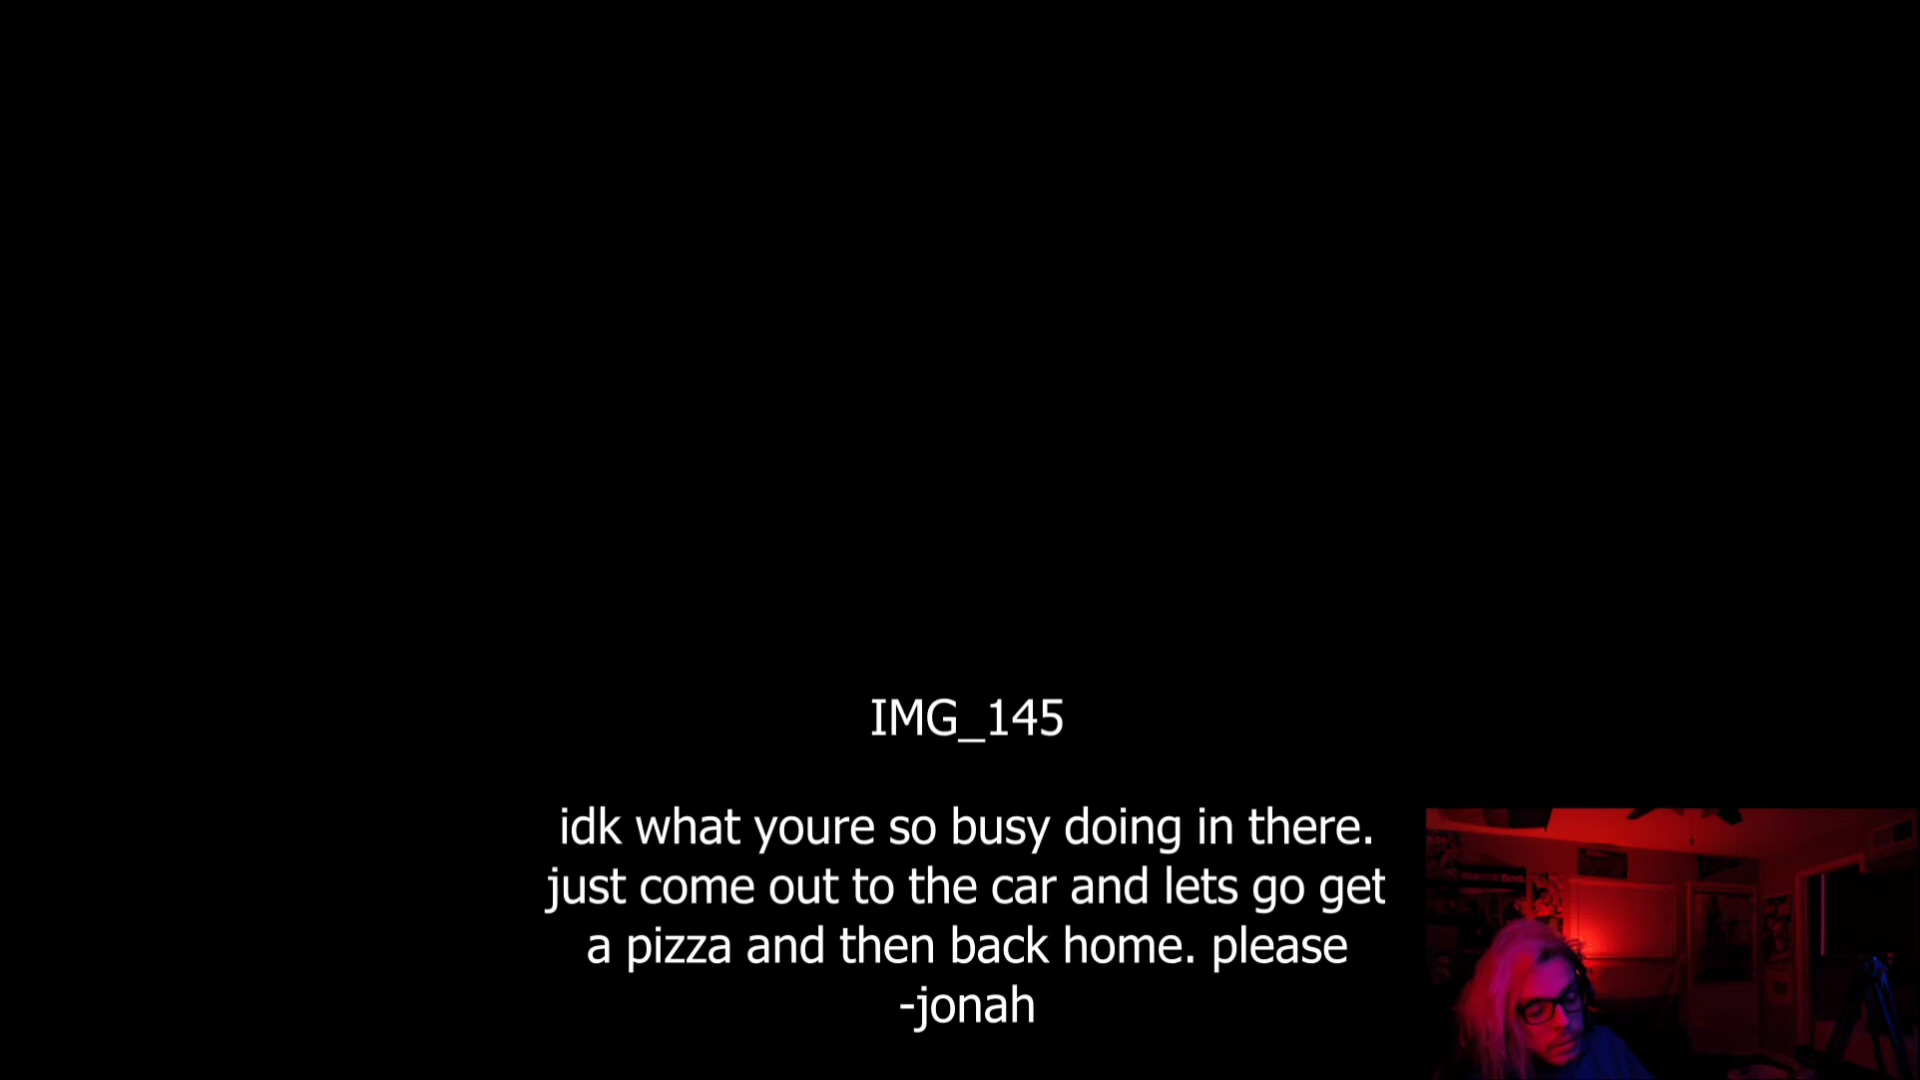 IMG_145
idk what youre so busy doing in there.
just come out to the car and lets go get
a pizza and then back home. please
-jonah